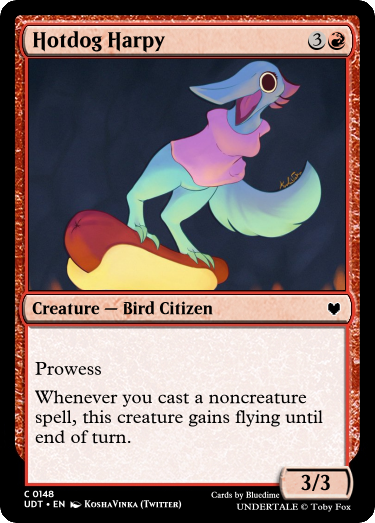 Hotdog Harpy 3
Creature — Bird Citizen
Prowess
Whenever you cast a noncreature
spell, this creature gains flying until
end of turn.
3/3
C 0148
UDT • EN KoshaVinka (Twitter)
Cards by Bluedime
UNDERTALE © Toby Fox